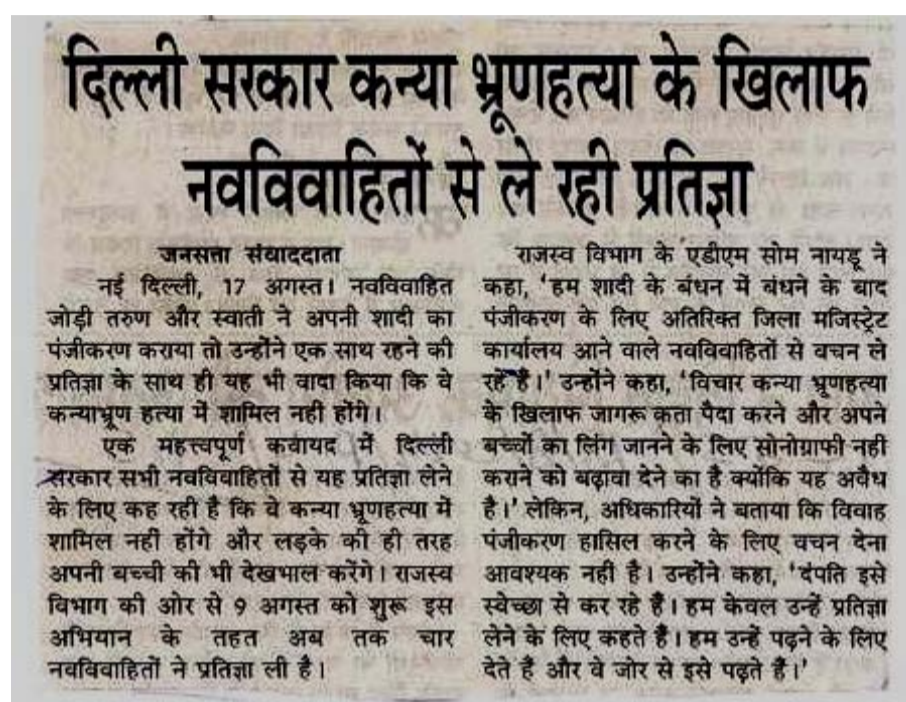 दिल्ली सरकार कन्या भ्रूणहत्या के खिलाफ
नवविवाहितों से ले रही प्रतिज्ञा
जनसत्ता संवाददाता
नई दिल्ली, 17 अगस्त। नवविवाहित
जोड़ी तरुण और स्वाती ने अपनी शादी का
पंजीकरण कराया तो उन्होंने एक साथ रहने की
प्रतिज्ञा के साथ ही यह भी वादा किया कि वे
कन्याभ्रूण हत्या में शामिल नहीं होंगे।
एक महत्त्वपूर्ण कवायद में दिल्ली
सरकार सभी नवविवाहितों से यह प्रतिज्ञा लेने
के लिए कह रही है कि वे कन्या भ्रूणहत्या में
शामिल नहीं होंगे और लड़के की ही तरह
अपनी बच्ची की भी देखभाल करेंगे। राजस्व
विभाग की ओर से 9 अगस्त को शुरू इस
अभियान के तहत अब तक चार
नवविवाहितों ने प्रतिज्ञा ली है।
राजस्व विभाग के एडीएम सोम नायडू ने
कहा, 'हम शादी के बंधन में बंधने के बाद
पंजीकरण के लिए अतिरिक्त जिला मजिस्ट्रेट
कार्यालय आने वाले नवविवाहितों से वचन ले
रहे हैं।' उन्होंने कहा, 'विचार कन्या भ्रूणहत्या
के खिलाफ जागरूकता पैदा करने और अपने
बच्चों का लिंग जानने के लिए सोनोग्राफी नहीं
कराने को बढ़ावा देने का है क्योंकि यह अवैध
है।' लेकिन, अधिकारियों ने बताया कि विवाह
पंजीकरण हासिल करने के लिए वचन देना
आवश्यक नहीं है। उन्होंने कहा, 'दंपति इसे
स्वेच्छा से कर रहे हैं। हम केवल उन्हें प्रतिज्ञा
लेने के लिए कहते हैं। हम उन्हें पढ़ने के लिए
देते हैं और वे जोर से इसे पढ़ते हैं।'